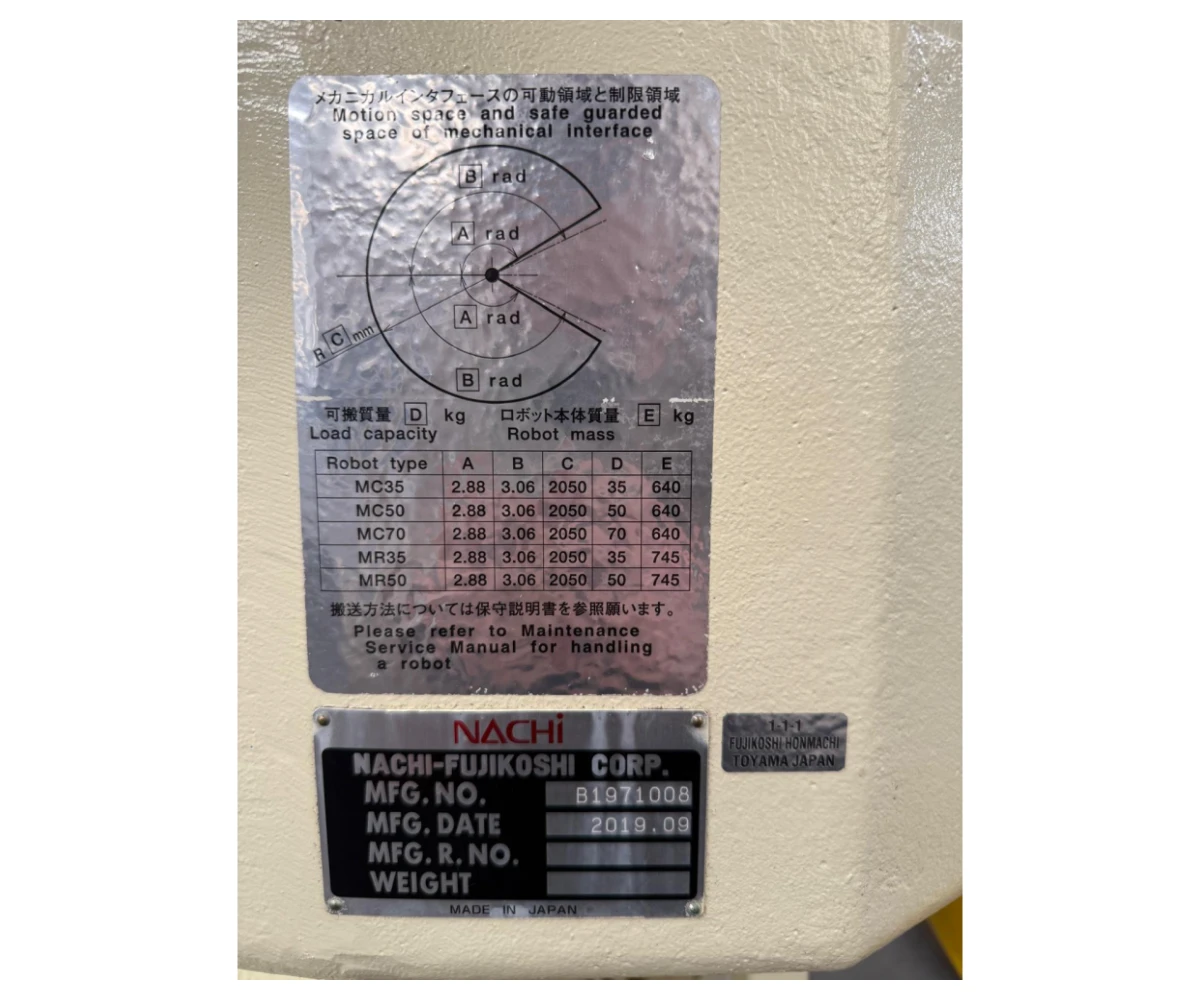 メカニカルインタフェースの可動領域と制限領域
Motion space and safe guarded
space of mechanical interface
B rad
A rad
A rad
R C mm
B rad
可搬質量 D kg ロボット本体質量 E kg
Load capacity Robot mass
Robot type A B C D E
MC35 2.88 3.06 2050 35 640
MC50 2.88 3.06 2050 50 640
MC70 2.88 3.06 2050 70 640
MR35 2.88 3.06 2050 35 745
MR50 2.88 3.06 2050 50 745
搬送方法については保守説明書を参照願います。
Please refer to Maintenance
Service Manual for handling
a robot
NACHi
NACHI-FUJIKOSHI CORP.
MFG. NO. B1971008
MFG. DATE 2019.09
MFG. R. NO.
WEIGHT
MADE IN JAPAN
1-1-1
FUJIKOSHI HONMACHI
TOYAMA JAPAN